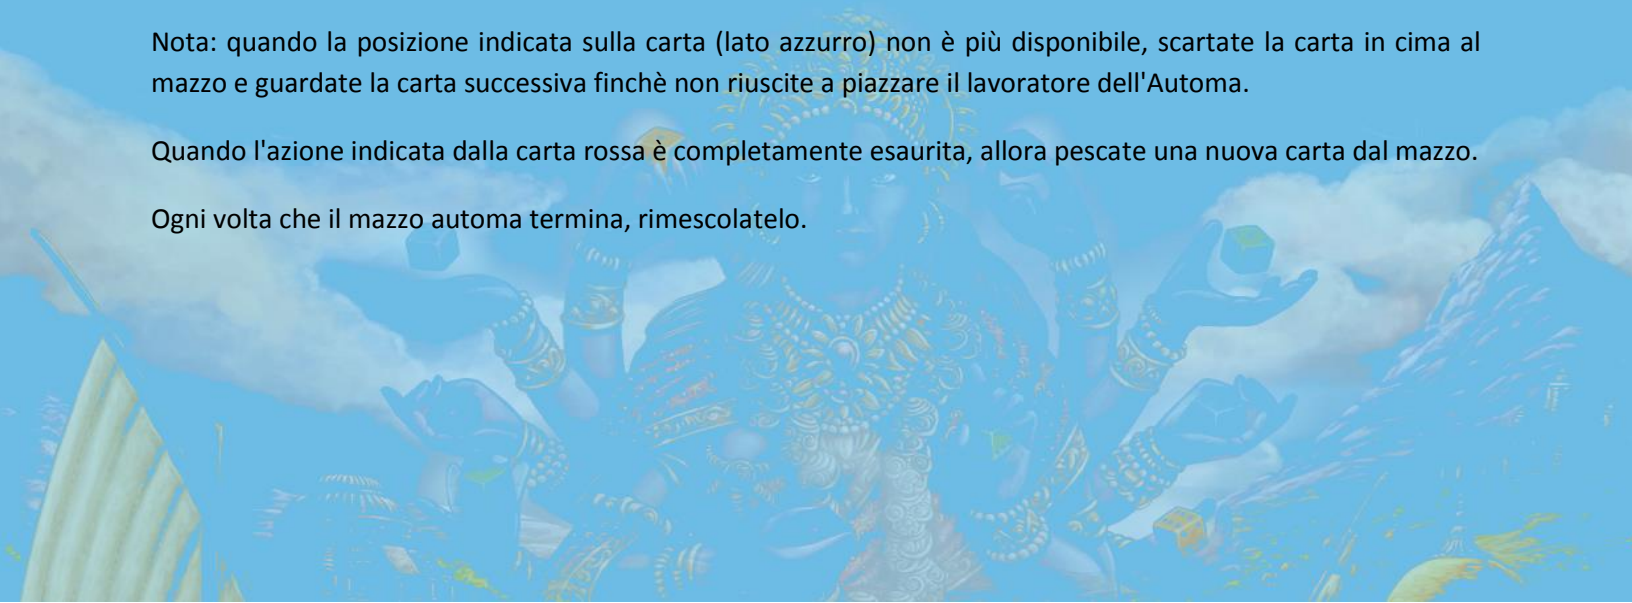 Nota: quando la posizione indicata sulla carta (lato azzurro) non è più disponibile, scartate la carta in cima al
mazzo e guardate la carta successiva finchè non riuscite a piazzare il lavoratore dell'Automa.
Quando l'azione indicata dalla carta rossa è completamente esaurita, allora pescate una nuova carta dal mazzo.
Ogni volta che il mazzo automa termina, rimescolatelo.